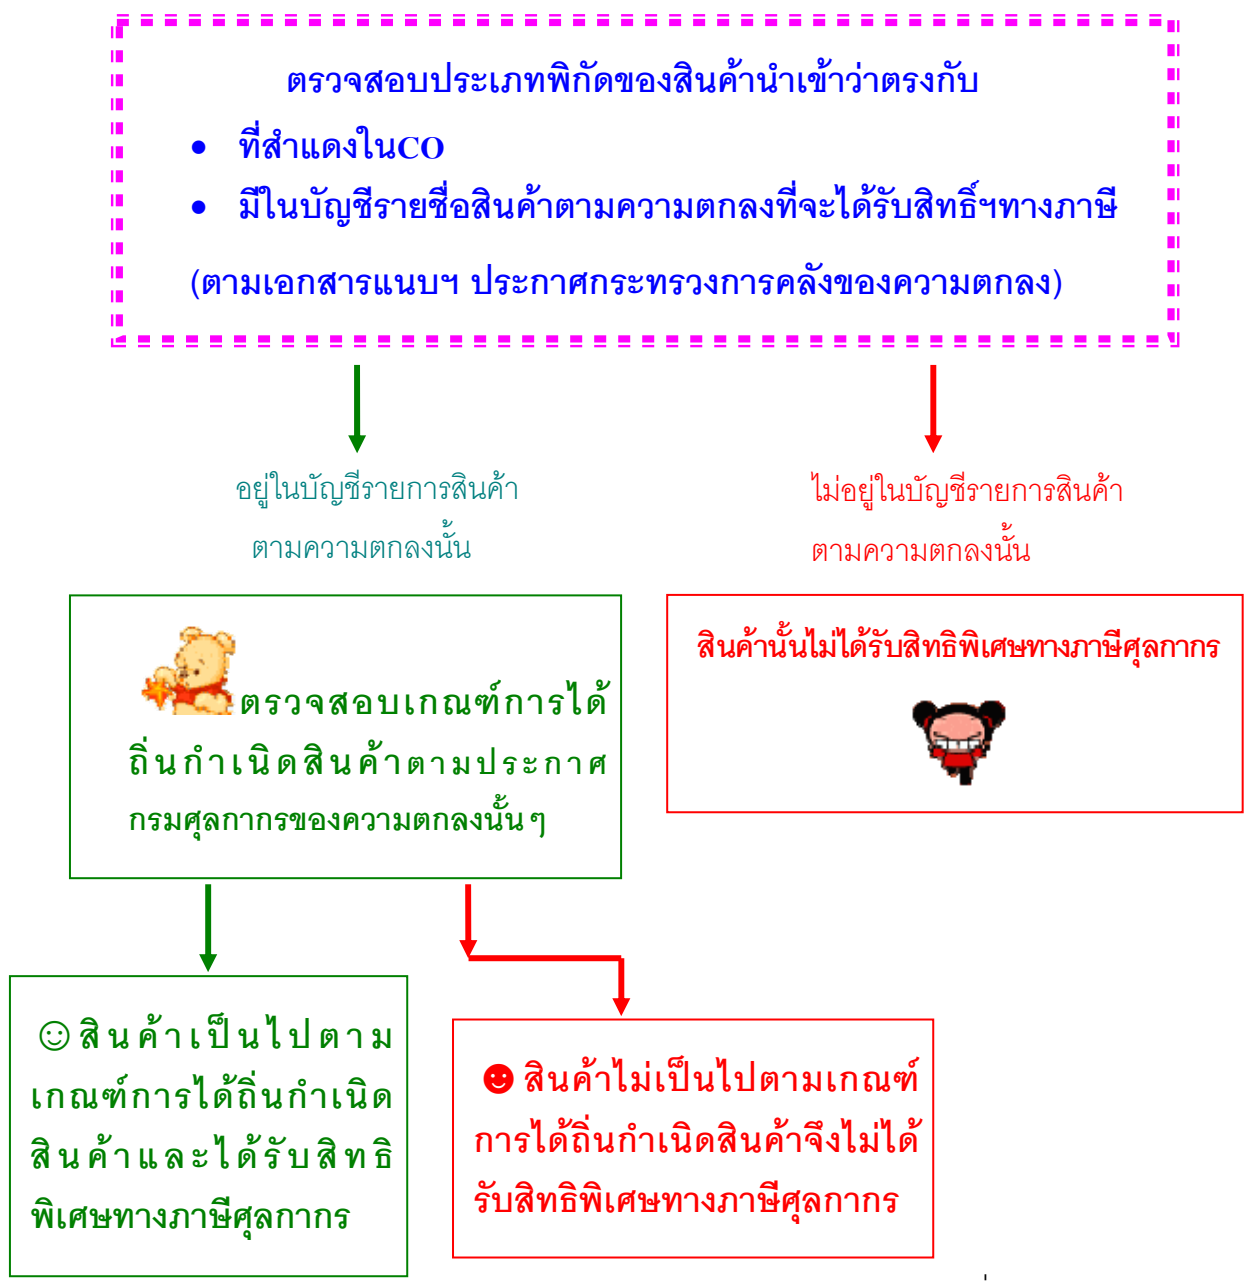 ตรวจสอบประเภทพิกัดของสินค้านำเข้าว่าตรงกับ
• ที่สำแดงในCO
• มีในบัญชีรายชื่อสินค้าตามความตกลงที่จะได้รับสิทธิ์ฯทางภาษี
(ตามเอกสารแนบฯ ประกาศกระทรวงการคลังของความตกลง)
อยู่ในบัญชีรายการสินค้า
ตามความตกลงนั้น
ไม่อยู่ในบัญชีรายการสินค้า
ตามความตกลงนั้น
ตรวจสอบเกณฑ์การได้
ถิ่นกำเนิดสินค้าตามประกาศ
กรมศุลกากรของความตกลงนั้นๆ
สินค้านั้นไม่ได้รับสิทธิพิเศษทางภาษีศุลกากร
☺สินค้าเป็นไปตาม
เกณฑ์การได้ถิ่นกำเนิด
สินค้าและได้รับสิทธิ
พิเศษทางภาษีศุลกากร
☻สินค้าไม่เป็นไปตามเกณฑ์
การได้ถิ่นกำเนิดสินค้าจึงไม่ได้
รับสิทธิพิเศษทางภาษีศุลกากร